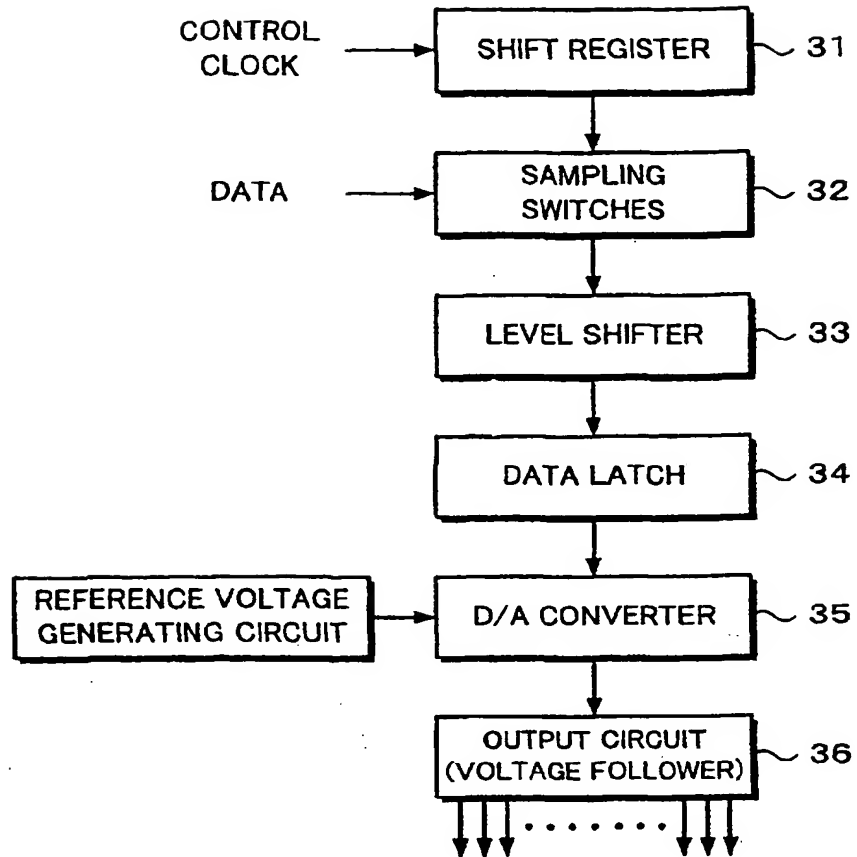 CONTROL
CLOCK
SHIFT REGISTER
31
DATA
SAMPLING
SWITCHES
32
LEVEL SHIFTER
33
DATA LATCH
34
REFERENCE VOLTAGE
GENERATING CIRCUIT
D/A CONVERTER
35
OUTPUT CIRCUIT
(VOLTAGE FOLLOWER)
36